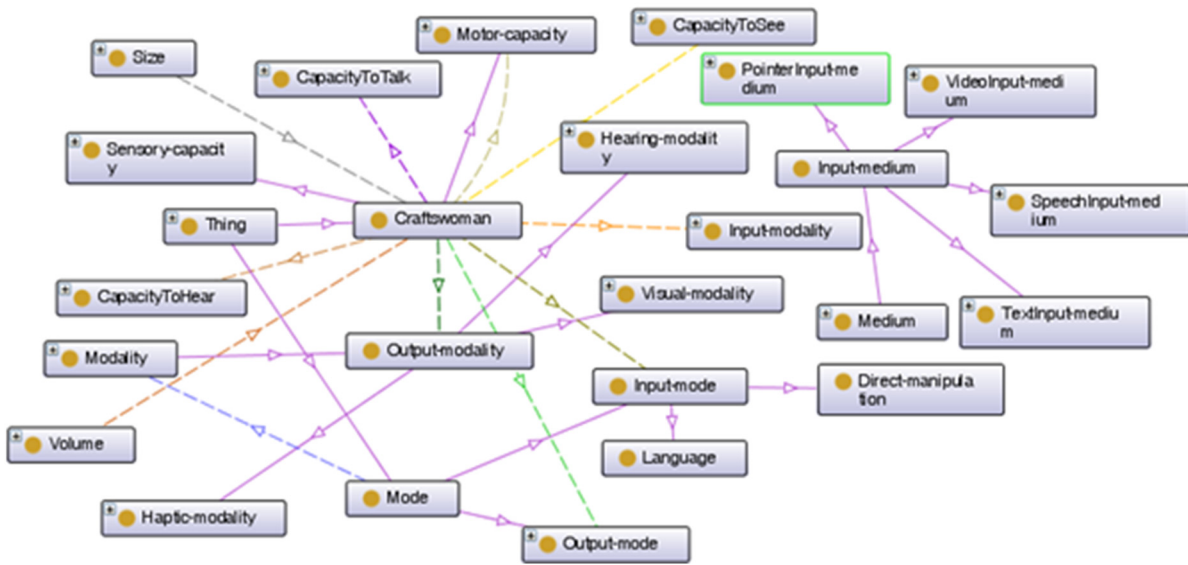 CapacityToSee
Motor-capacity
Size
CapacityToTalk
PointerInput-me
dium
VideoInput-medi
um
Sensory-capacit
y
Hearing-modalit
y
Input-medium
SpeechInput-med
ium
Thing
Craftswoman
Input-modality
CapacityToHear
Visual-modality
Medium
TextInput-mediu
m
Modality
Output-modality
Input-mode
Direct-manipula
tion
Volume
Language
Mode
Haptic-modality
Output-mode